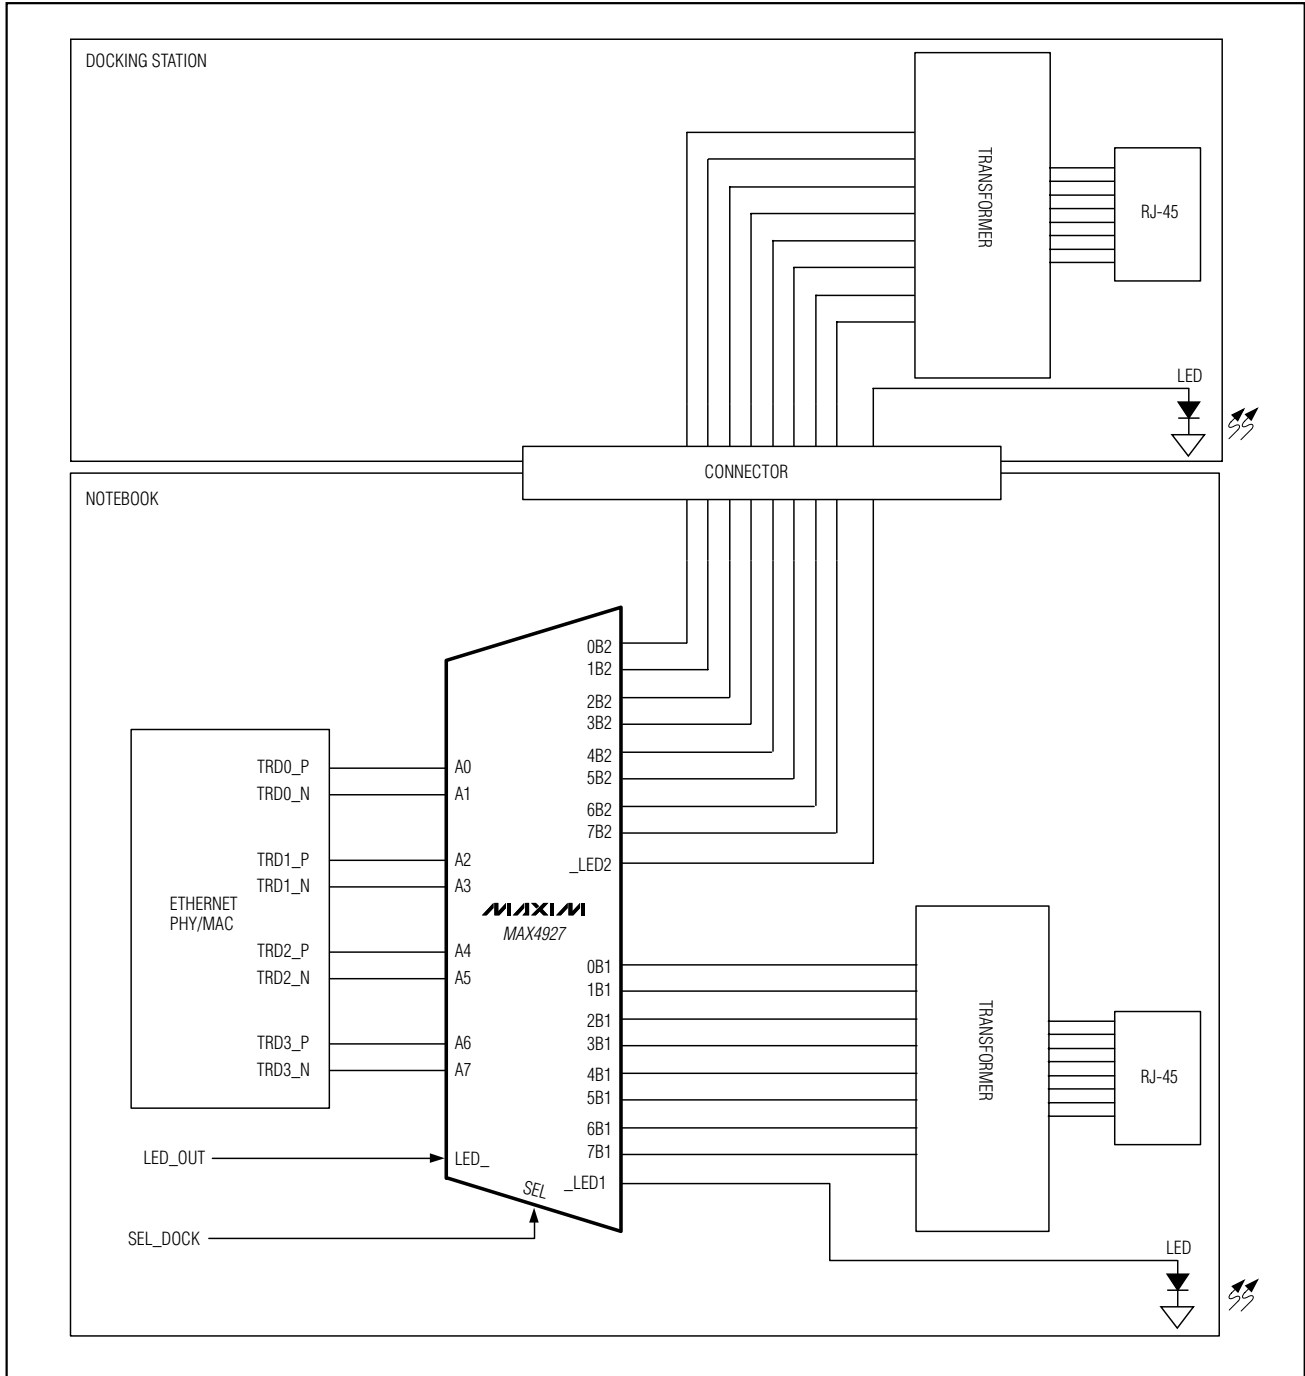 DOCKING STATION
TRANSFORMER
RJ-45
LED
CONNECTOR
NOTEBOOK
0B2
1B2
2B2
3B2
4B2
5B2
6B2
7B2
_LED2
TRD0_P
TRD0_N
TRD1_P
TRD1_N
TRD2_P
TRD2_N
TRD3_P
TRD3_N
ETHERNET
PHY/MAC
A0
A1
A2
A3
A4
A5
A6
A7
MAXIM
MAX4927
0B1
1B1
2B1
3B1
4B1
5B1
6B1
7B1
_LED1
TRANSFORMER
RJ-45
LED_OUT
LED_
SEL
SEL_DOCK
LED